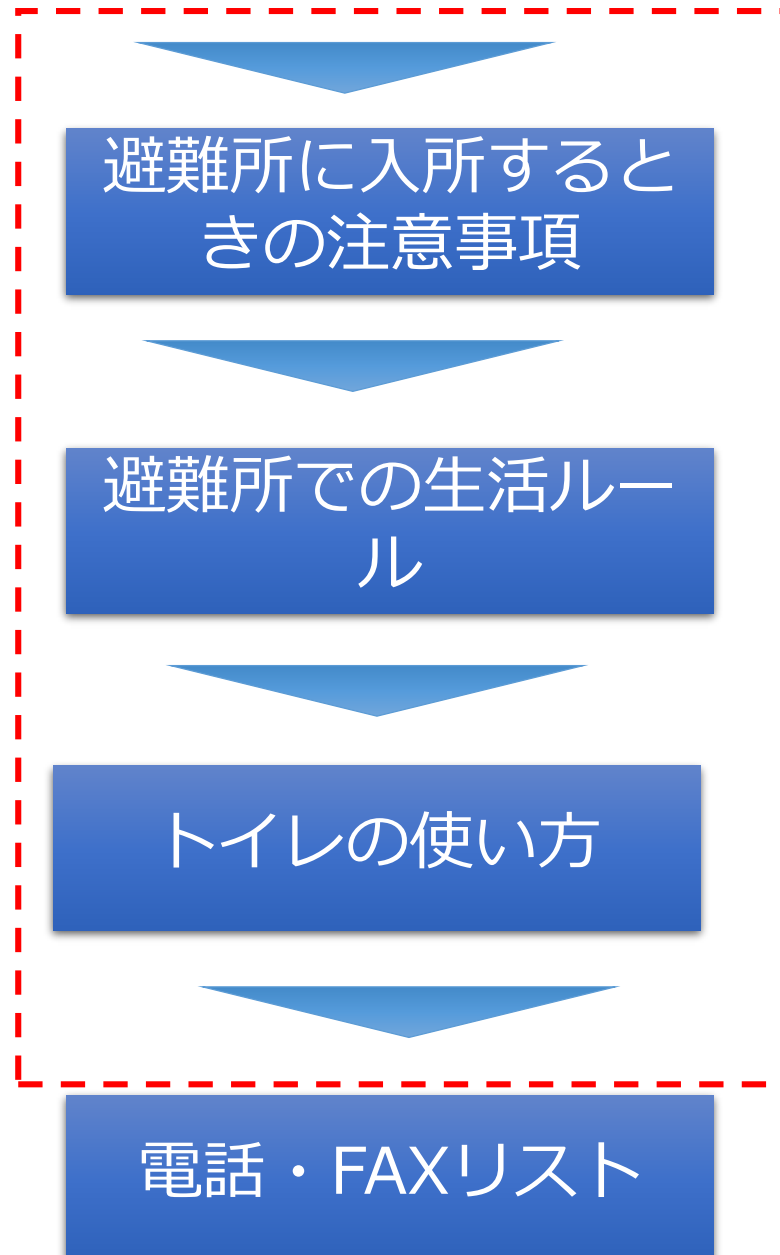 避難所に入所すると
きの注意事項
避難所での生活ルー
ル
トイレの使い方
電話・FAXリスト